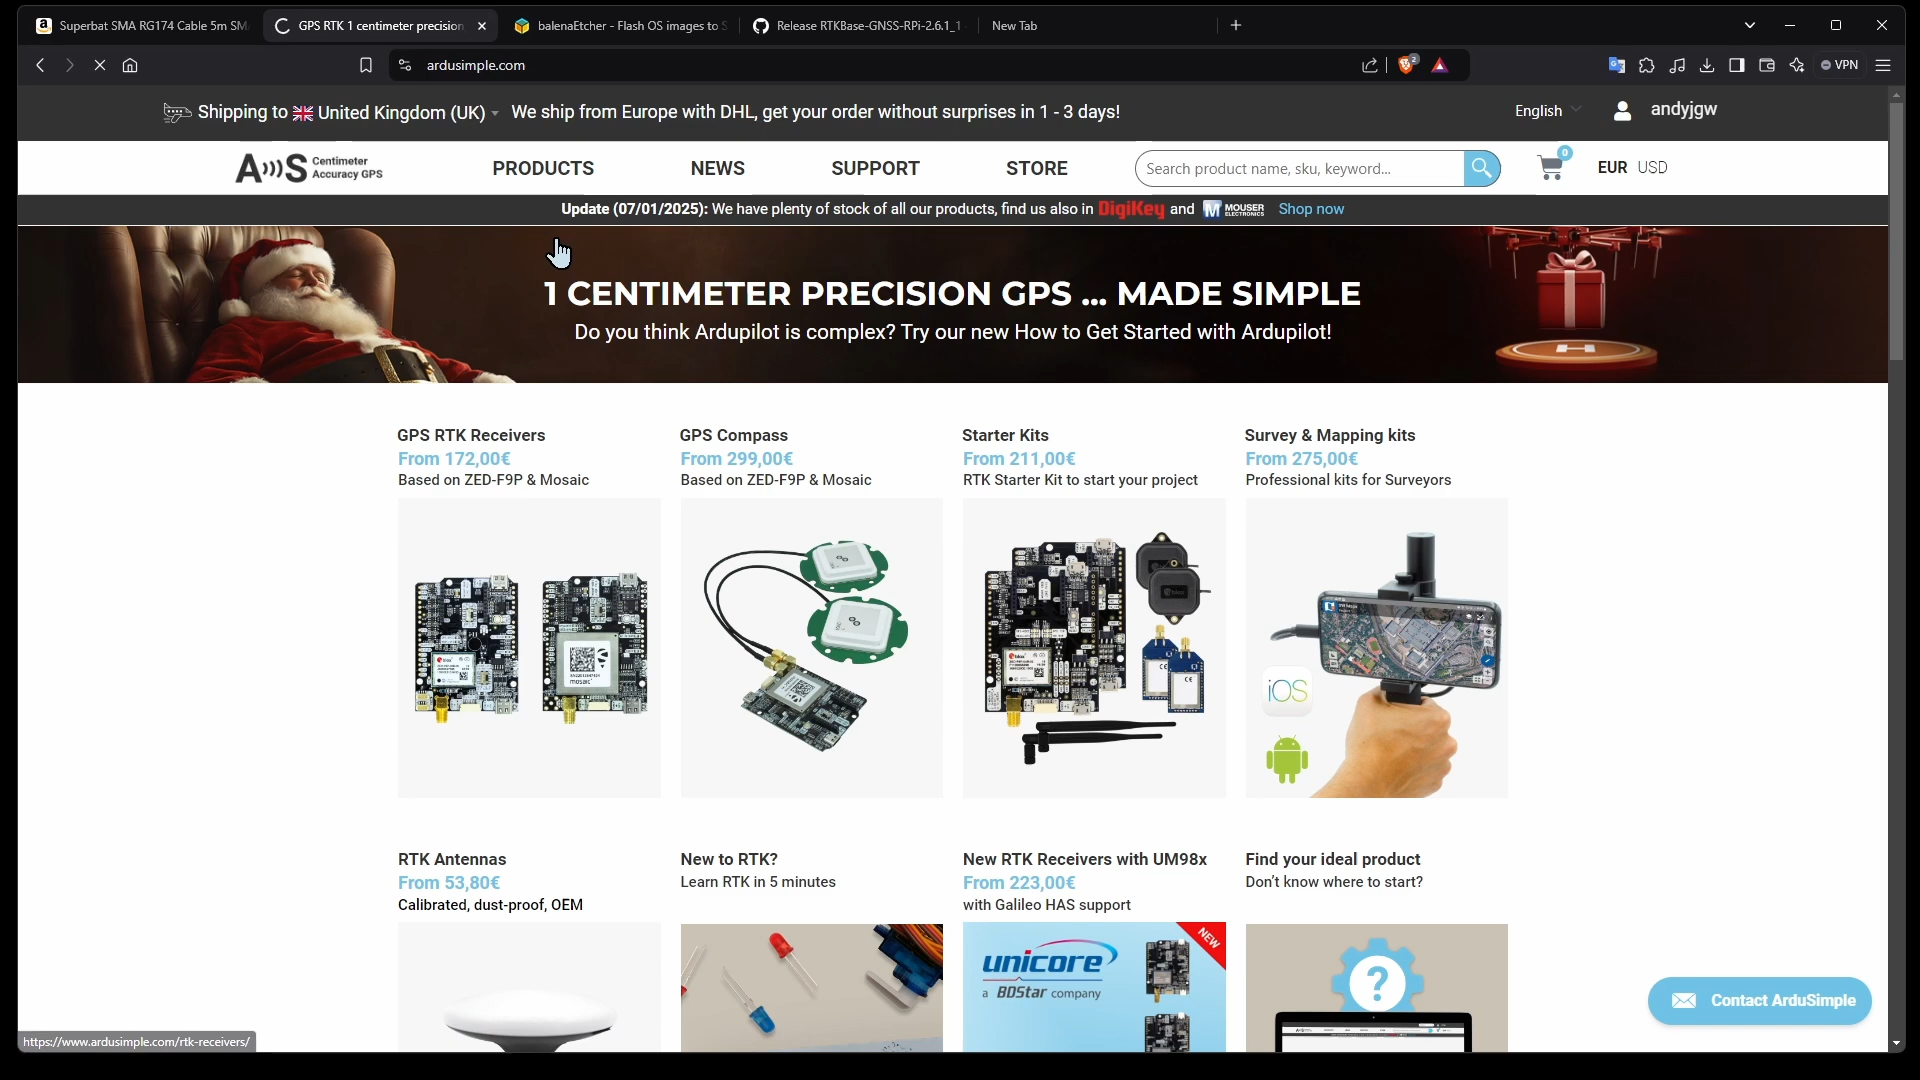 Superbat SMA RG174 Cable 5m SM
GPS RTK 1 centimeter precision
balenaEtcher - Flash OS images to S
Release RTKBase-GNSS-RPi-2.6.1_1
New Tab
ardusimple.com
2
VPN
Shipping to United Kingdom (UK)
We ship from Europe with DHL, get your order without surprises in 1 - 3 days!
English
andyjgw
A)))S Centimeter
Accuracy GPS
PRODUCTS
NEWS
SUPPORT
STORE
Search product name, sku, keyword...
0
EUR USD
Update (07/01/2025): We have plenty of stock of all our products, find us also in DigiKey and M MOUSER ELECTRONICS Shop now
1 CENTIMETER PRECISION GPS ... MADE SIMPLE
Do you think Ardupilot is complex? Try our new How to Get Started with Ardupilot!
GPS RTK Receivers
From 172,00€
Based on ZED-F9P & Mosaic
GPS Compass
From 299,00€
Based on ZED-F9P & Mosaic
Starter Kits
From 211,00€
RTK Starter Kit to start your project
Survey & Mapping kits
From 275,00€
Professional kits for Surveyors
mosaic
iOS
RTK Antennas
From 53,80€
Calibrated, dust-proof, OEM
New to RTK?
Learn RTK in 5 minutes
New RTK Receivers with UM98x
From 223,00€
with Galileo HAS support
Find your ideal product
Don't know where to start?
NEW
unicore
a BDStar company
?
Contact ArduSimple
https://www.ardusimple.com/rtk-receivers/